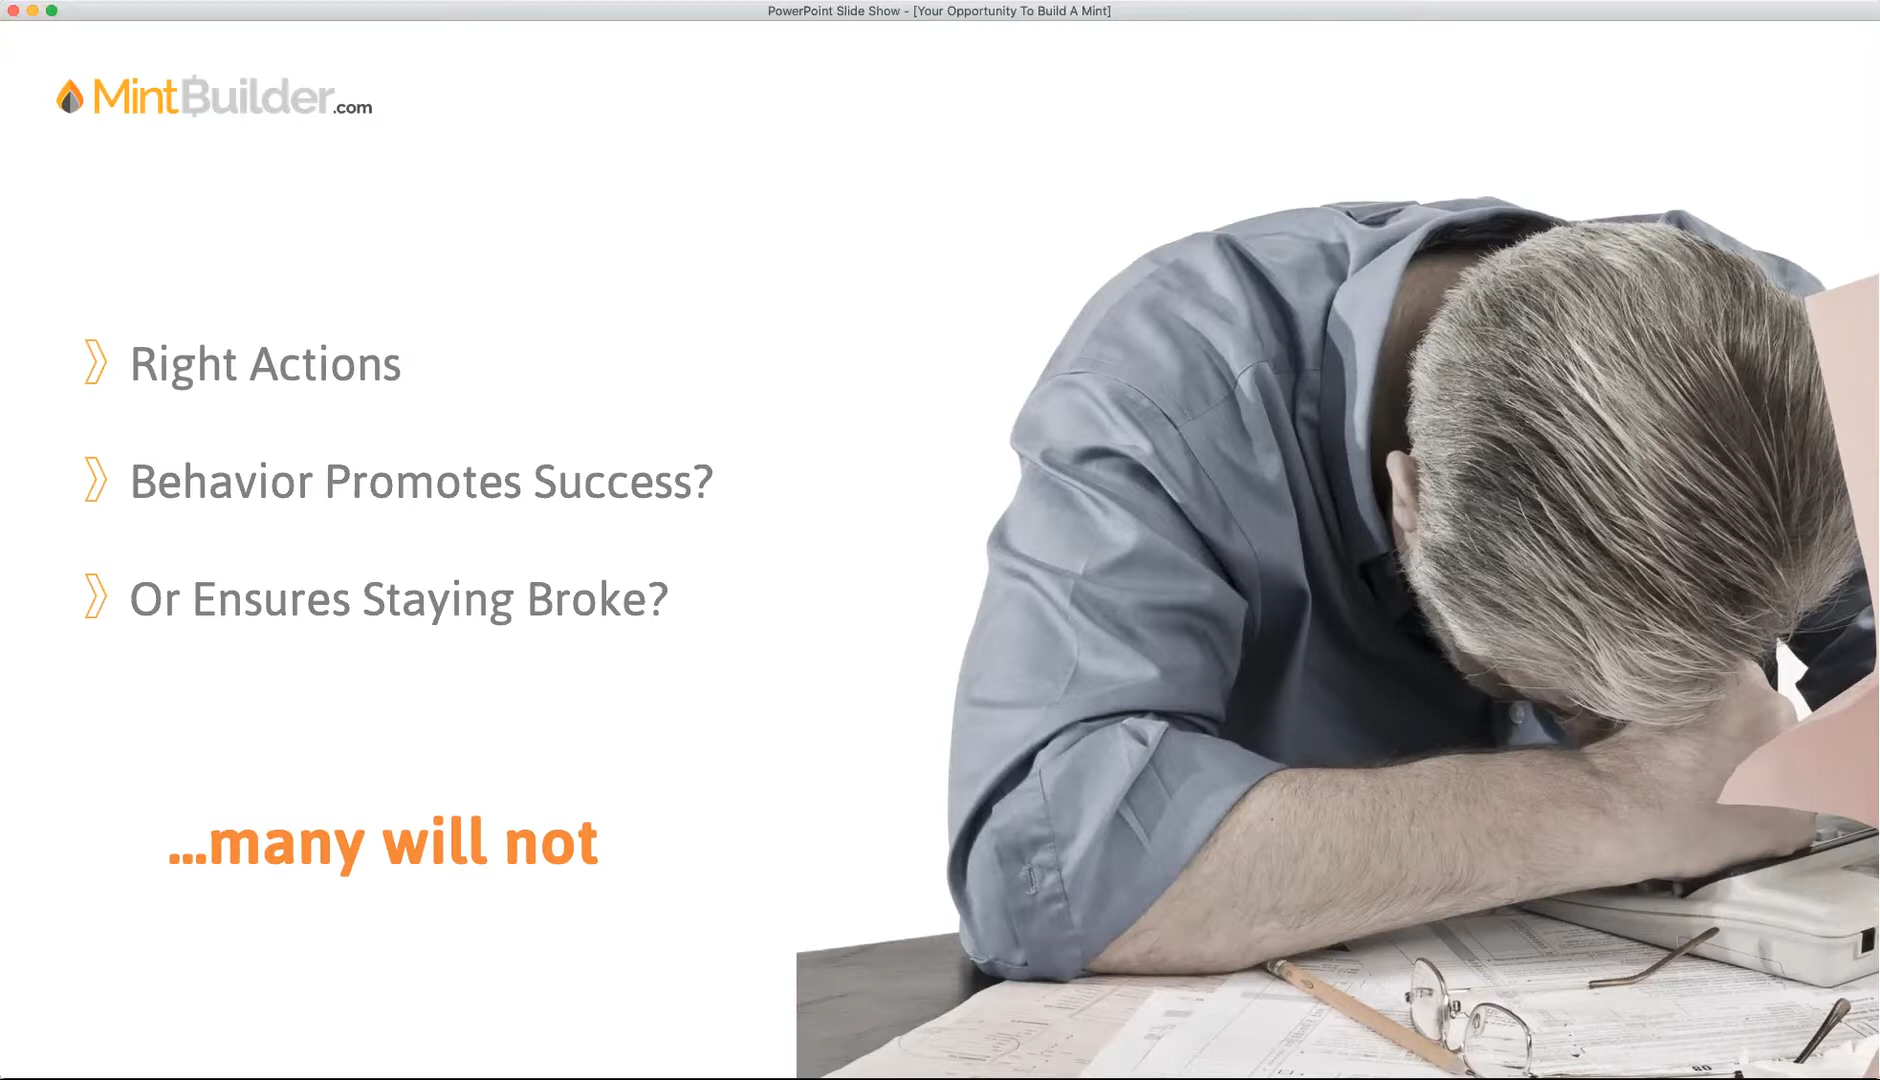 PowerPoint Slide Show - [Your Opportunity To Build A Mint]
MintBuilder.com
Right Actions
Behavior Promotes Success?
Or Ensures Staying Broke?
...many will not